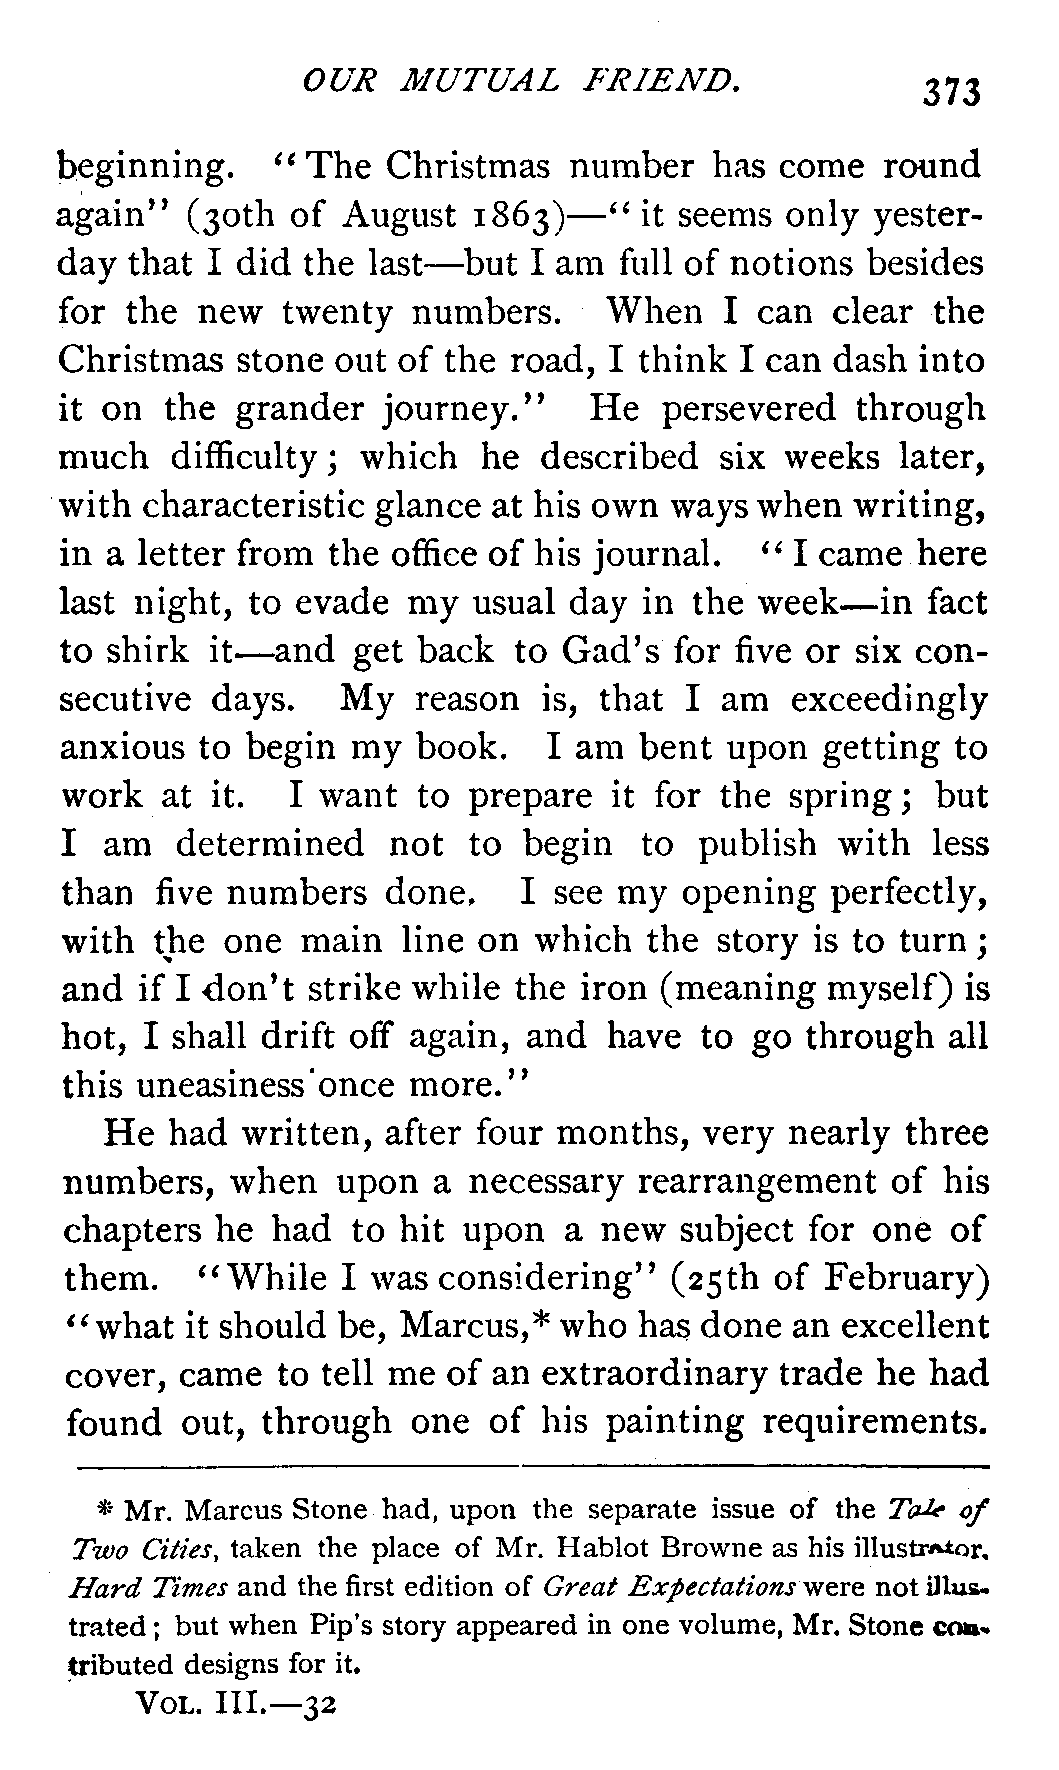 OUR MUTUAL FRIEND. 373
beginning. “The Christmas number has come round
again” (30th of August 1863)—“it seems only yester-
day that I did the last—but I am full of notions besides
for the new twenty numbers. When I can clear the
Christmas stone out of the road, I think I can dash into
it on the grander journey.” He persevered through
much difficulty; which he described six weeks later,
with characteristic glance at his own ways when writing,
in a letter from the office of his journal. “I came here
last night, to evade my usual day in the week—in fact
to shirk it—and get back to Gad's for five or six con-
secutive days. My reason is, that I am exceedingly
anxious to begin my book. I am bent upon getting to
work at it. I want to prepare it for the spring; but
I am determined not to begin to publish with less
than five numbers done. I see my opening perfectly,
with the one main line on which the story is to turn;
and if I don't strike while the iron (meaning myself) is
hot, I shall drift off again, and have to go through all
this uneasiness once more.”
He had written, after four months, very nearly three
numbers, when upon a necessary rearrangement of his
chapters he had to hit upon a new subject for one of
them. “While I was considering” (25th of February)
“what it should be, Marcus,* who has done an excellent
cover, came to tell me of an extraordinary trade he had
found out, through one of his painting requirements.
* Mr. Marcus Stone had, upon the separate issue of the Tale of
Two Cities, taken the place of Mr. Hablot Browne as his illustrator.
Hard Times and the first edition of Great Expectations were not illus-
trated; but when Pip's story appeared in one volume, Mr. Stone con-
tributed designs for it.
VOL. III.—32